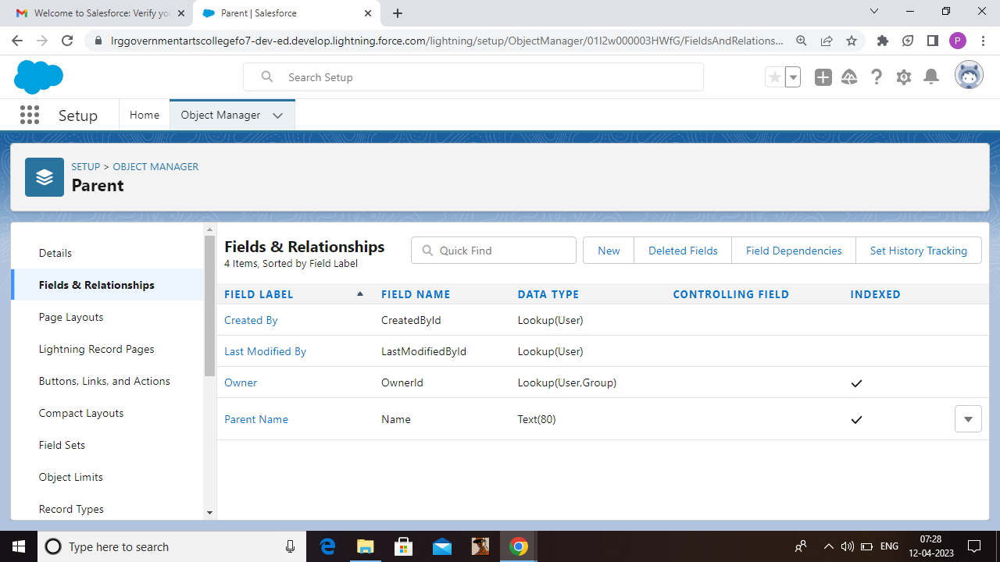 Welcome to Salesforce: Verify yo
Parent | Salesforce
lrggovernmentartscollegefo7-dev-ed.develop.lightning.force.com/lightning/setup/ObjectManager/01I2w000003HWfG/FieldsAndRelations...
P
Search Setup
Setup
Home
Object Manager
SETUP > OBJECT MANAGER
Parent
Details
Fields & Relationships
Page Layouts
Lightning Record Pages
Buttons, Links, and Actions
Compact Layouts
Field Sets
Object Limits
Record Types
Fields & Relationships
4 Items, Sorted by Field Label
Quick Find
New
Deleted Fields
Field Dependencies
Set History Tracking
FIELD LABEL FIELD NAME DATA TYPE CONTROLLING FIELD INDEXED
Created By CreatedById Lookup(User)
Last Modified By LastModifiedById Lookup(User)
Owner OwnerId Lookup(User,Group)
Parent Name Name Text(80)
Type here to search
ENG
07:28
12-04-2023